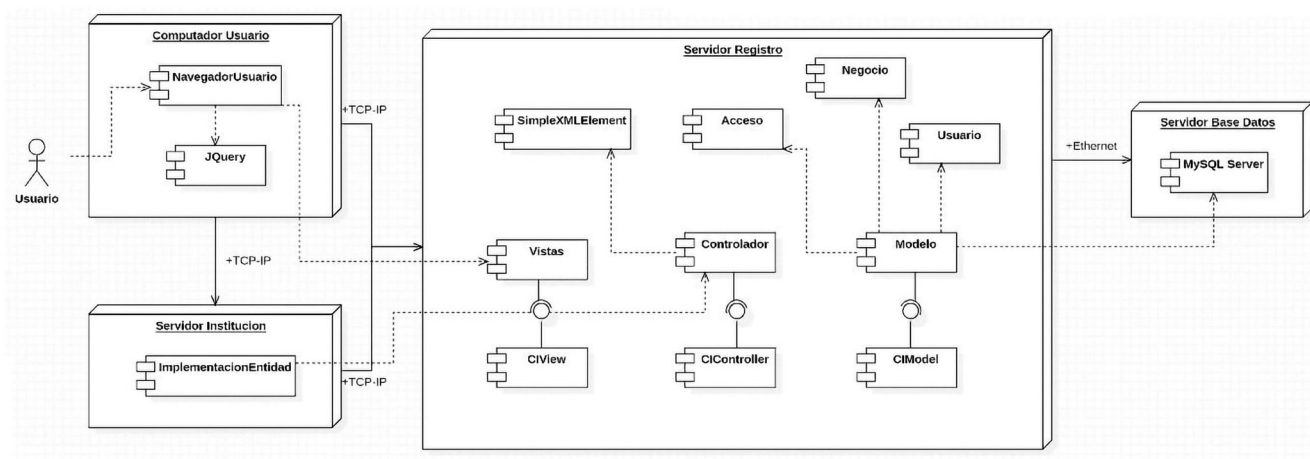 Computador Usuario
NavegadorUsuario
JQuery
Usuario
+TCP-IP
+TCP-IP
Servidor Institucion
ImplementacionEntidad
+TCP-IP
Servidor Registro
Negocio
SimpleXMLElement
Acceso
Usuario
Vistas
Controlador
Modelo
CIView
CIController
CIModel
+Ethernet
Servidor Base Datos
MySQL Server